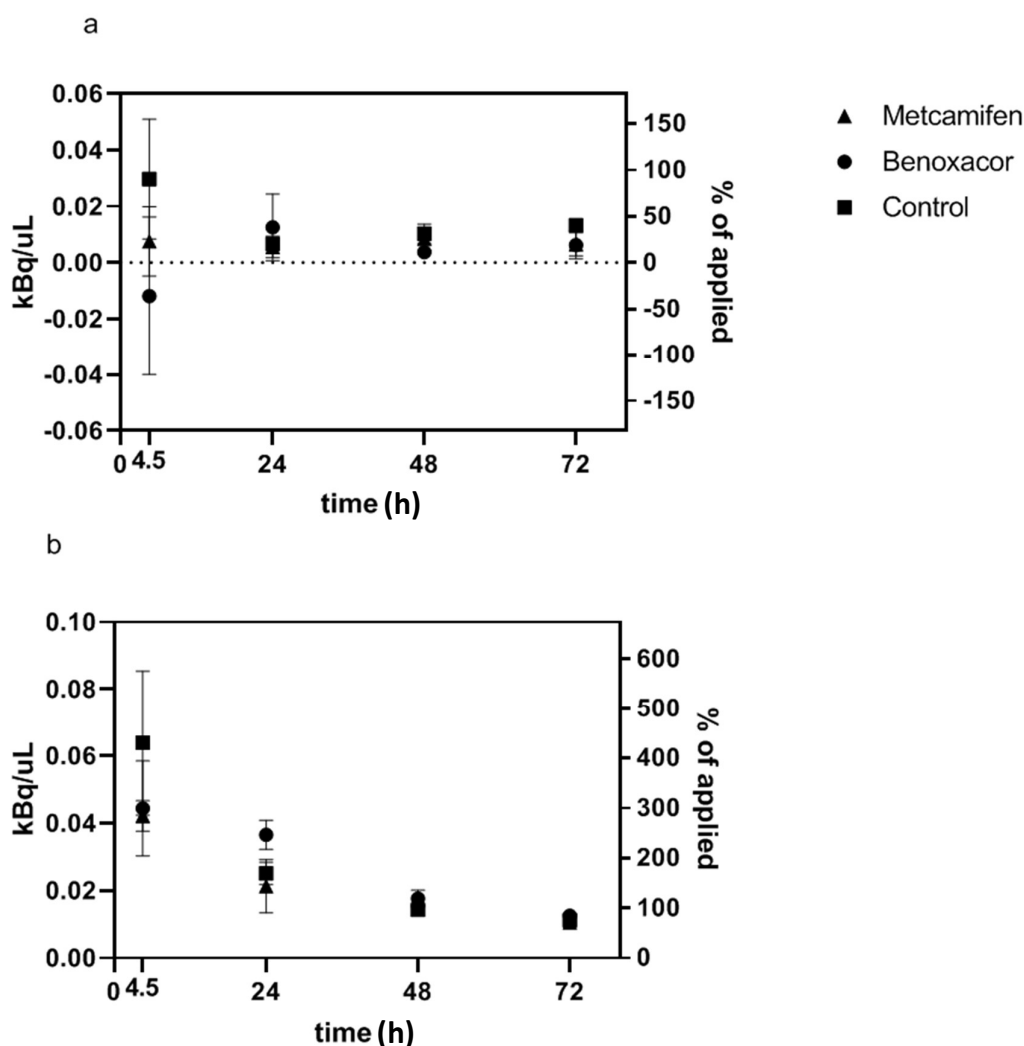 a
Metcamifen
Benoxacor
Control
0.06
0.04
0.02
0.00
-0.02
-0.04
-0.06
kBq/uL
150
100
50
0
-50
-100
-150
% of applied
0 4.5 24 48 72
time (h)
b
0.10
0.08
0.06
0.04
0.02
0.00
kBq/uL
600
500
400
300
200
100
0
% of applied
0 4.5 24 48 72
time (h)